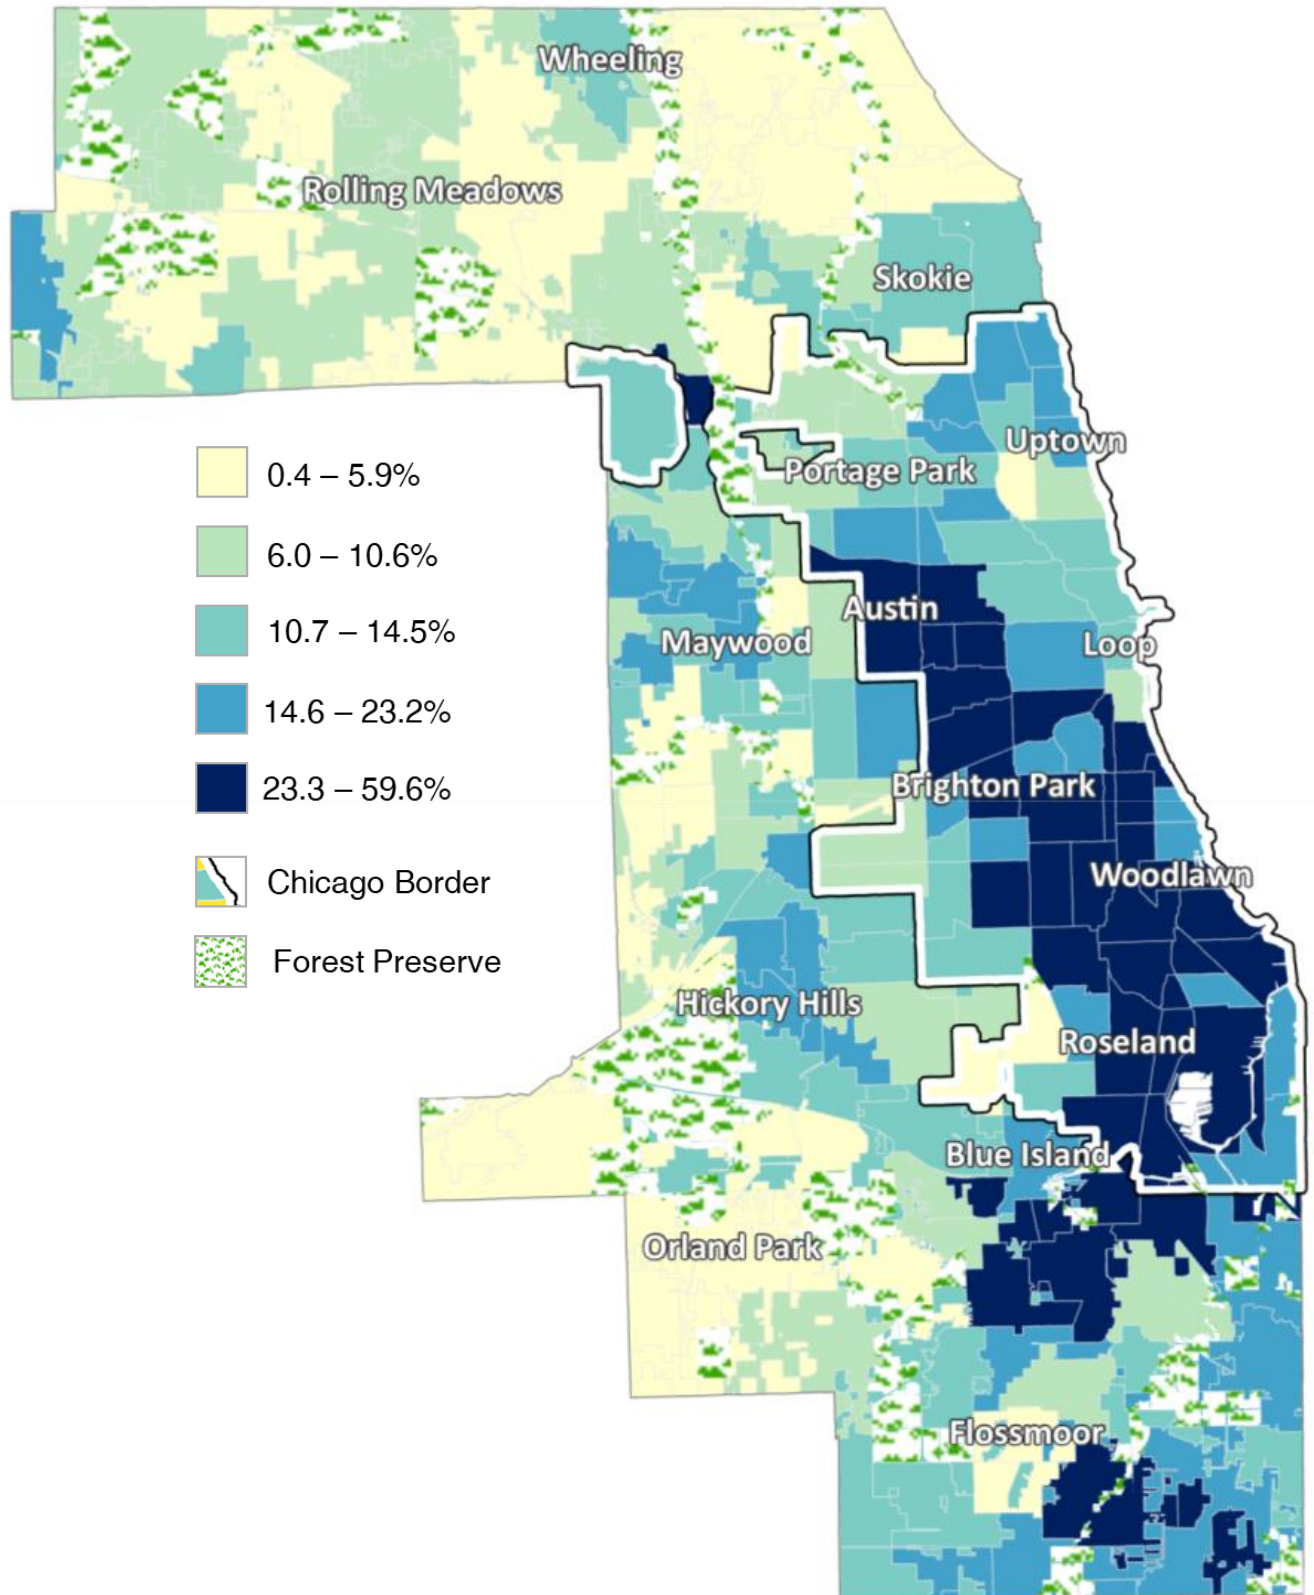 Wheeling
Rolling Meadows
Skokie
Uptown
Portage Park
0.4 – 5.9%
6.0 – 10.6%
10.7 – 14.5%
14.6 – 23.2%
23.3 – 59.6%
Chicago Border
Forest Preserve
Austin
Maywood
Loop
Brighton Park
Woodlawn
Hickory Hills
Roseland
Blue Island
Orland Park
Flossmoor